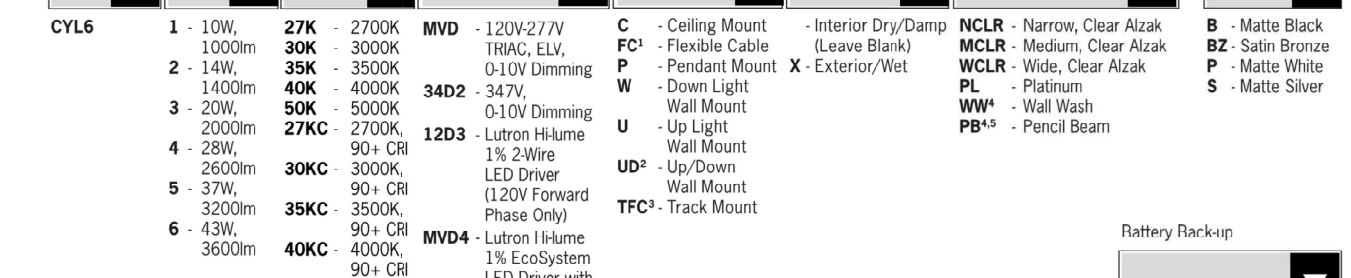 CYL6
1 - 10W,
1000lm
2 - 14W,
1400lm
3 - 20W,
2000lm
4 - 28W,
2600lm
5 - 37W,
3200lm
6 - 43W,
3600lm
27K - 2700K
30K - 3000K
35K - 3500K
40K - 4000K
50K - 5000K
27KC - 2700K,
90+ CRI
30KC - 3000K,
90+ CRI
35KC - 3500K,
90+ CRI
40KC - 4000K,
90+ CRI
MVD - 120V-277V
TRIAC, ELV,
0-10V Dimming
34D2 - 347V,
0-10V Dimming
12D3 - Lutron Hi-lume
1% 2-Wire
LED Driver
(120V Forward
Phase Only)
MVD4 - Lutron Hi-lume
1% EcoSystem
LED Driver with
C - Ceiling Mount
FC¹ - Flexible Cable
P - Pendant Mount
W - Down Light
Wall Mount
U - Up Light
Wall Mount
UD² - Up/Down
Wall Mount
TFC³ - Track Mount
- Interior Dry/Damp
(Leave Blank)
X - Exterior/Wet
NCLR - Narrow, Clear Alzak
MCLR - Medium, Clear Alzak
WCLR - Wide, Clear Alzak
PL - Platinum
WW⁴ - Wall Wash
PB⁴,⁵ - Pencil Beam
B - Matte Black
BZ - Satin Bronze
P - Matte White
S - Matte Silver
Battery Back-up